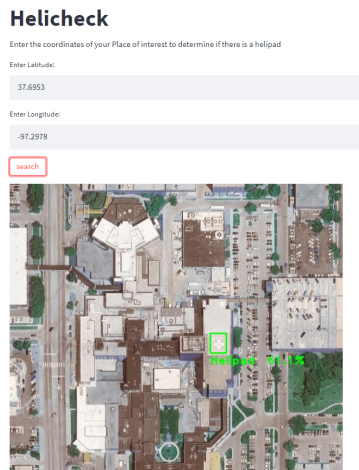 Helicheck
Enter the coordinates of your Place of interest to determine if there is a helipad
Enter Latitude:
37.6953
Enter Longitude:
-97.2978
search
Helipad